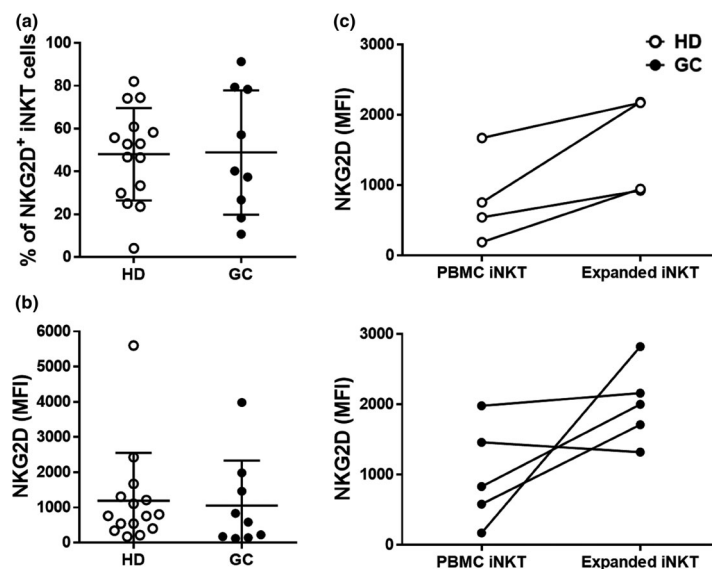 (a)
% of NKG2D+ iNKT cells
100
80
60
40
20
0
HD GC
(b)
NKG2D (MFI)
6000
5000
4000
3000
2000
1000
0
HD GC
(c)
HD
GC
NKG2D (MFI)
3000
2000
1000
0
PBMC iNKT Expanded iNKT
NKG2D (MFI)
3000
2000
1000
0
PBMC iNKT Expanded iNKT